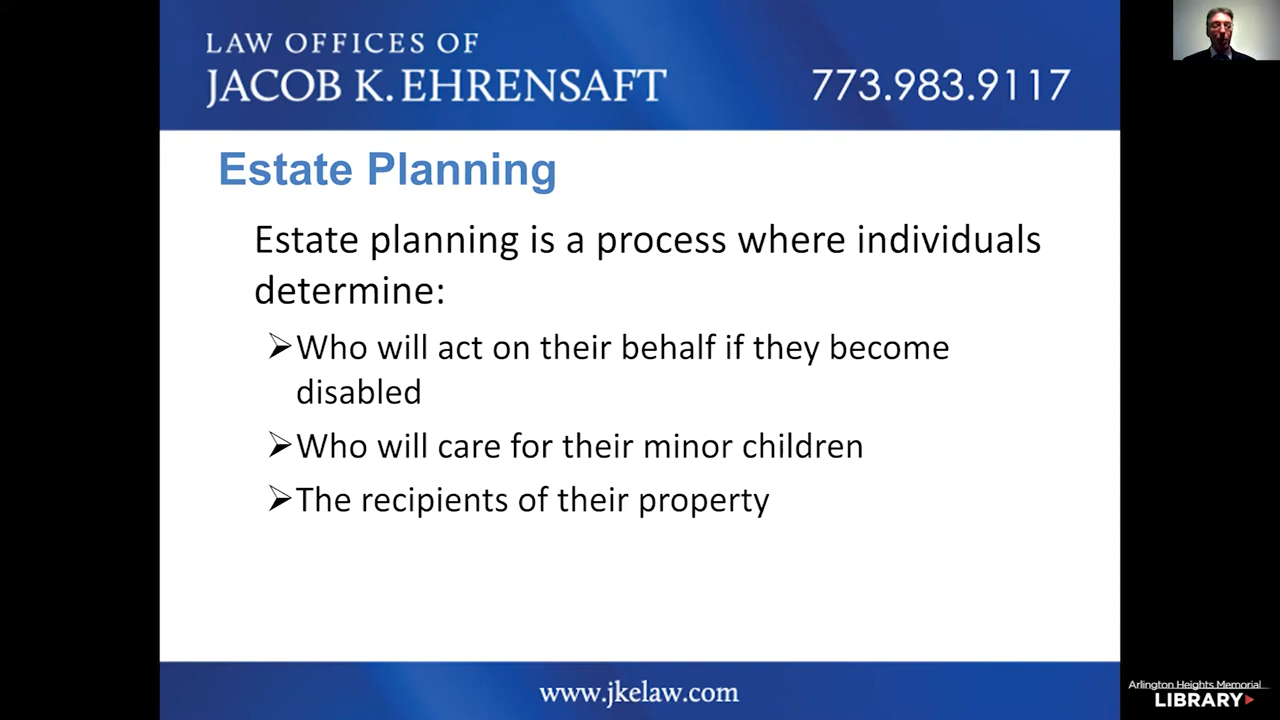 LAW OFFICES OF
JACOB K. EHRENSAFT
773.983.9117
Estate Planning
Estate planning is a process where individuals
determine:
➢Who will act on their behalf if they become
disabled
➢Who will care for their minor children
➢The recipients of their property
www.jkelaw.com
Arlington Heights Memorial
LIBRARY